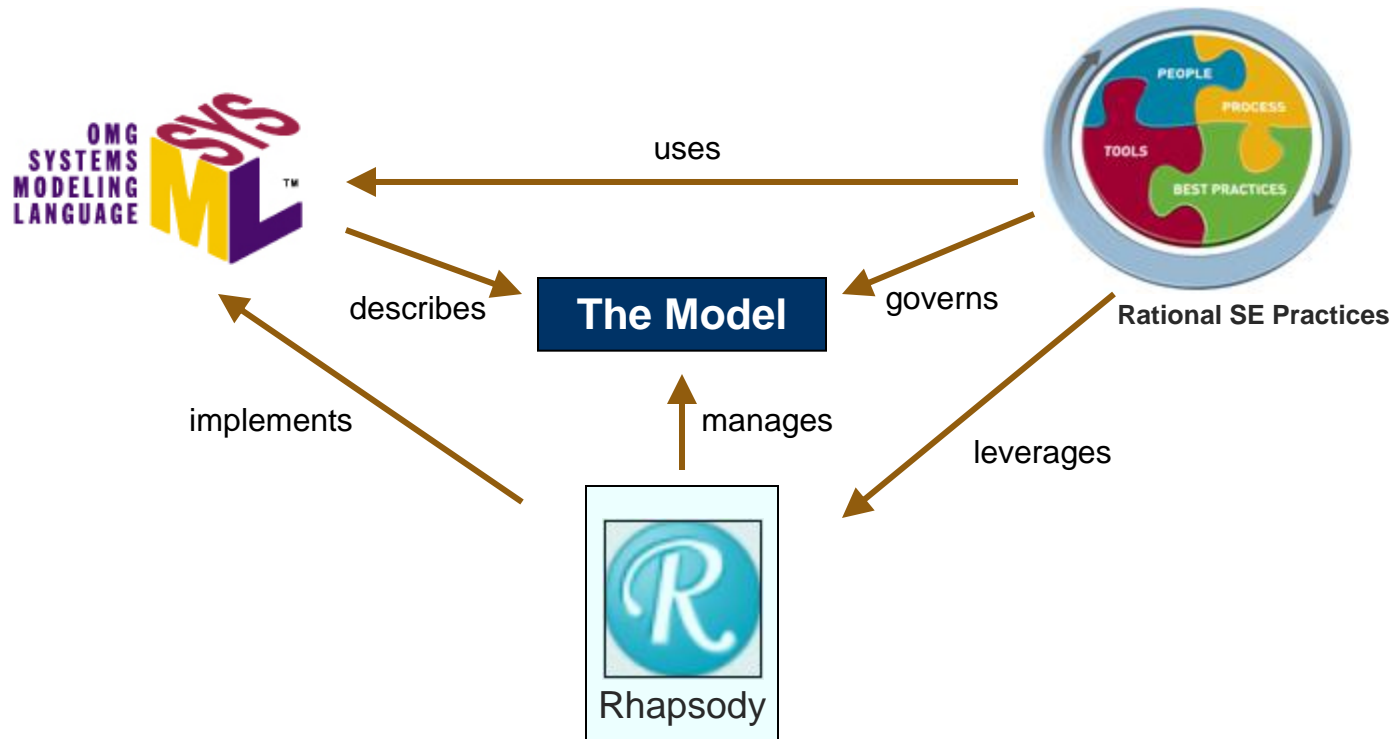 OMG
SYSTEMS
MODELING
LANGUAGE
SYS
ML
TM
PEOPLE
PROCESS
TOOLS
BEST PRACTICES
Rational SE Practices
uses
describes
The Model
governs
implements
manages
leverages
R
Rhapsody